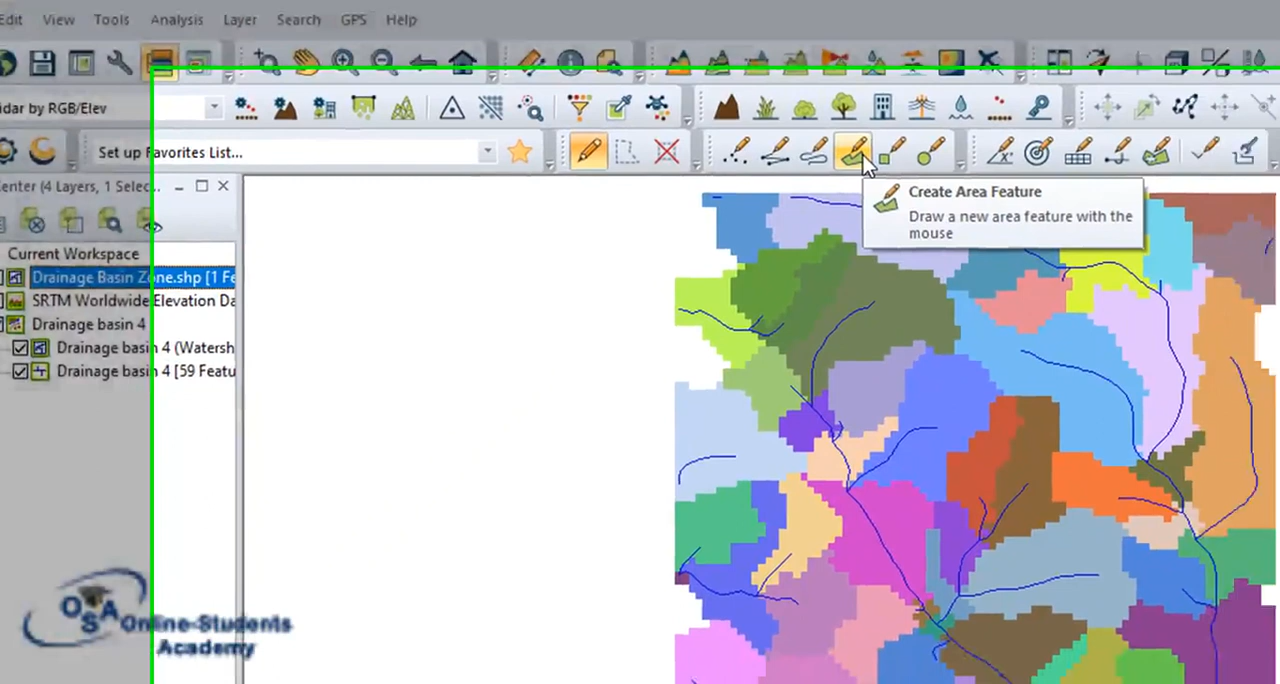 Edit View Tools Analysis Layer Search GPS Help
idar by RGB/Elev
Set up Favorites List...
Center (4 Layers, 1 Selec...
Create Area Feature
Draw a new area feature with the
mouse
Current Workspace
Drainage Basin Zone.shp [1 Fe
SRTM Worldwide Elevation Da
Drainage basin 4
Drainage basin 4 (Watersh
Drainage basin 4 [59 Featu
OSA
Online-Students
Academy